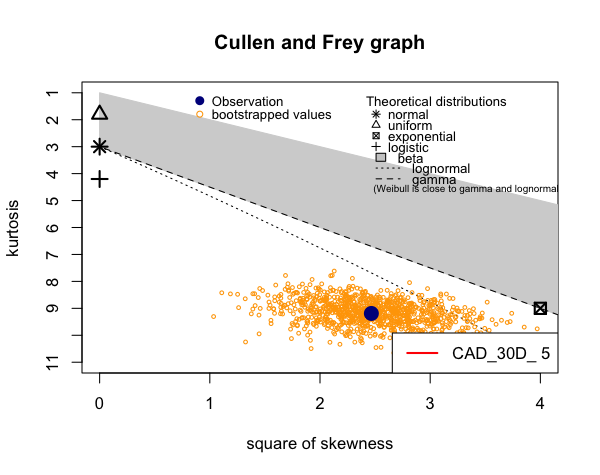 Cullen and Frey graph
kurtosis
1
2
3
4
5
6
7
8
9
11
Observation
bootstrapped values
Theoretical distributions
normal
uniform
exponential
logistic
beta
lognormal
gamma
(Weibull is close to gamma and lognormal
CAD_30D_ 5
0
1
2
3
4
square of skewness